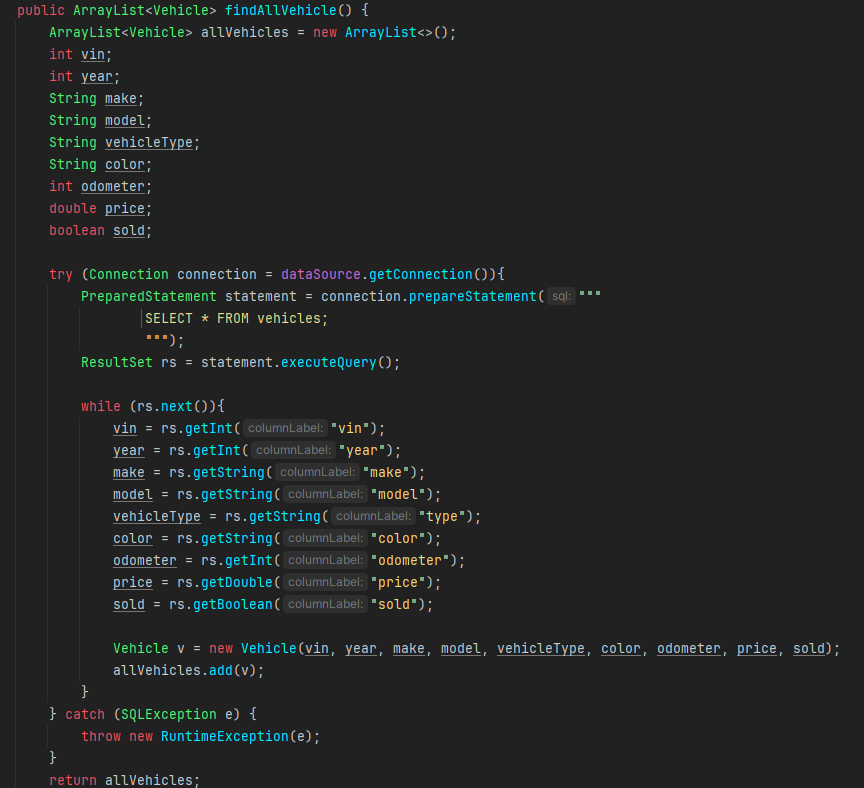 public ArrayList<Vehicle> findAllVehicle() {
    ArrayList<Vehicle> allVehicles = new ArrayList<>();
    int vin;
    int year;
    String make;
    String model;
    String vehicleType;
    String color;
    int odometer;
    double price;
    boolean sold;

    try (Connection connection = dataSource.getConnection()){
        PreparedStatement statement = connection.prepareStatement( sql: """
                SELECT * FROM vehicles;
                """);
        ResultSet rs = statement.executeQuery();

        while (rs.next()){
            vin = rs.getInt( columnLabel: "vin");
            year = rs.getInt( columnLabel: "year");
            make = rs.getString( columnLabel: "make");
            model = rs.getString( columnLabel: "model");
            vehicleType = rs.getString( columnLabel: "type");
            color = rs.getString( columnLabel: "color");
            odometer = rs.getInt( columnLabel: "odometer");
            price = rs.getDouble( columnLabel: "price");
            sold = rs.getBoolean( columnLabel: "sold");

            Vehicle v = new Vehicle(vin, year, make, model, vehicleType, color, odometer, price, sold);
            allVehicles.add(v);
        }
    } catch (SQLException e) {
        throw new RuntimeException(e);
    }
    return allVehicles;